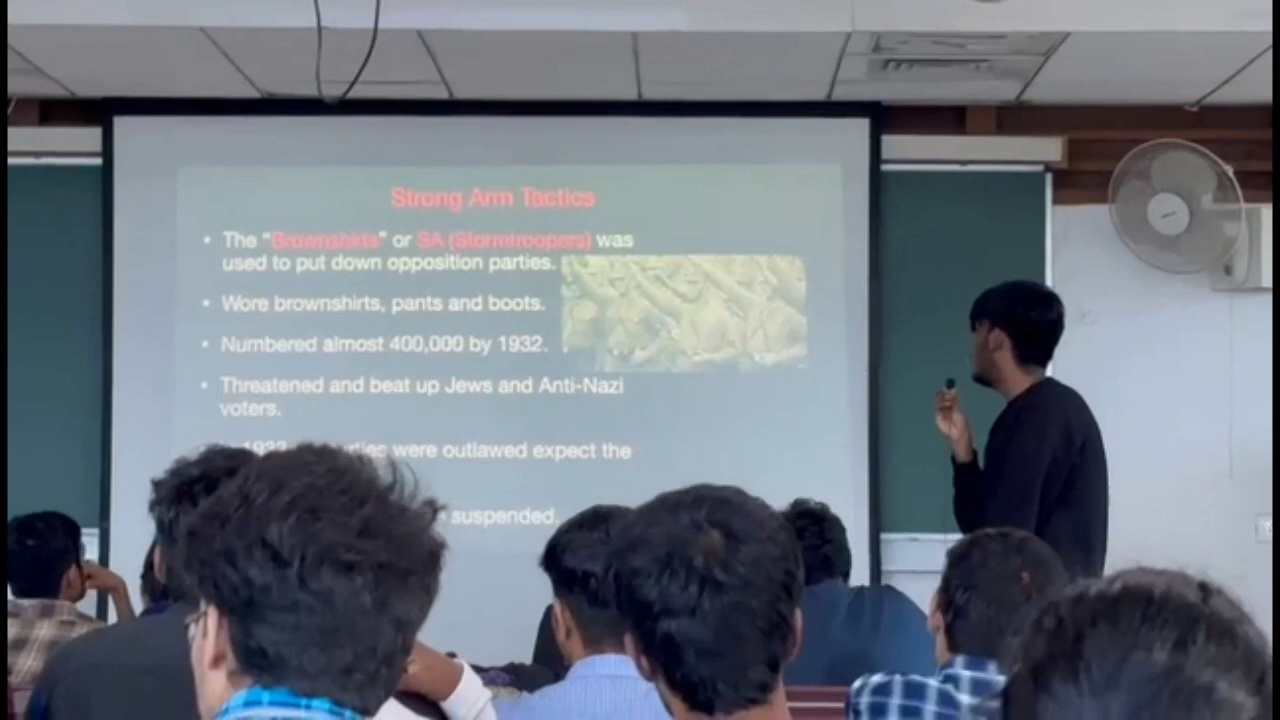 Strong Arm Tactics
• The “Brownshirts” or SA (Stormtroopers) was
used to put down opposition parties.
• Wore brownshirts, pants and boots.
• Numbered almost 400,000 by 1932.
• Threatened and beat up Jews and Anti-Nazi
voters.
were outlawed expect the
suspended.